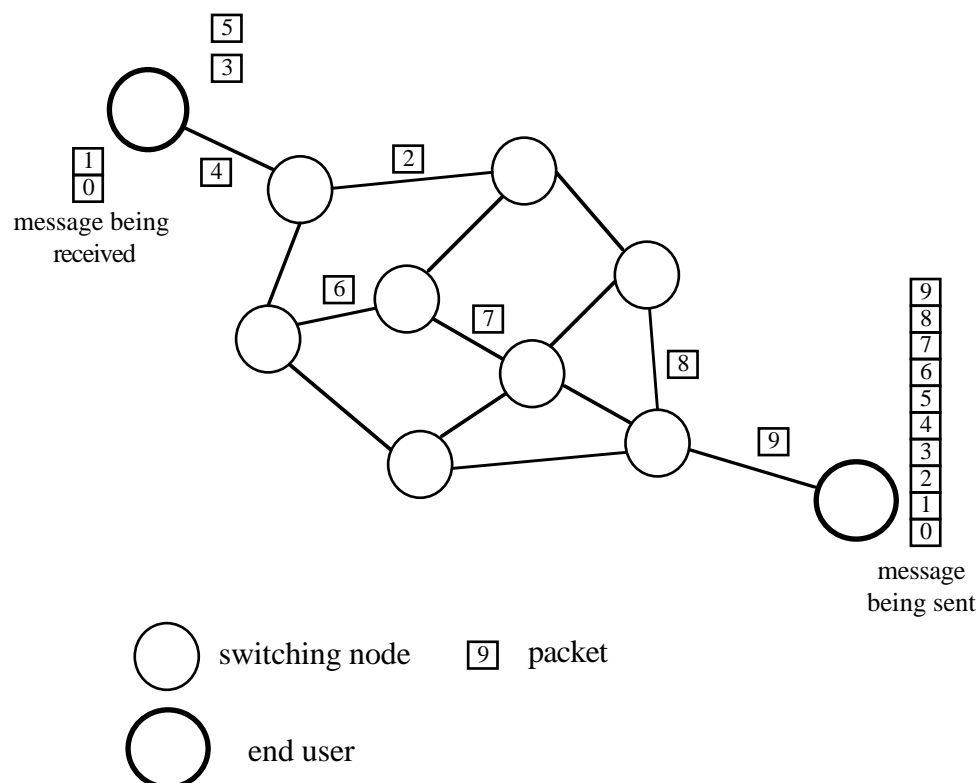 5
3
1
0
message being
received
4
2
6
7
8
9
9
8
7
6
5
4
3
2
1
0
message
being sent
switching node
9 packet
end user